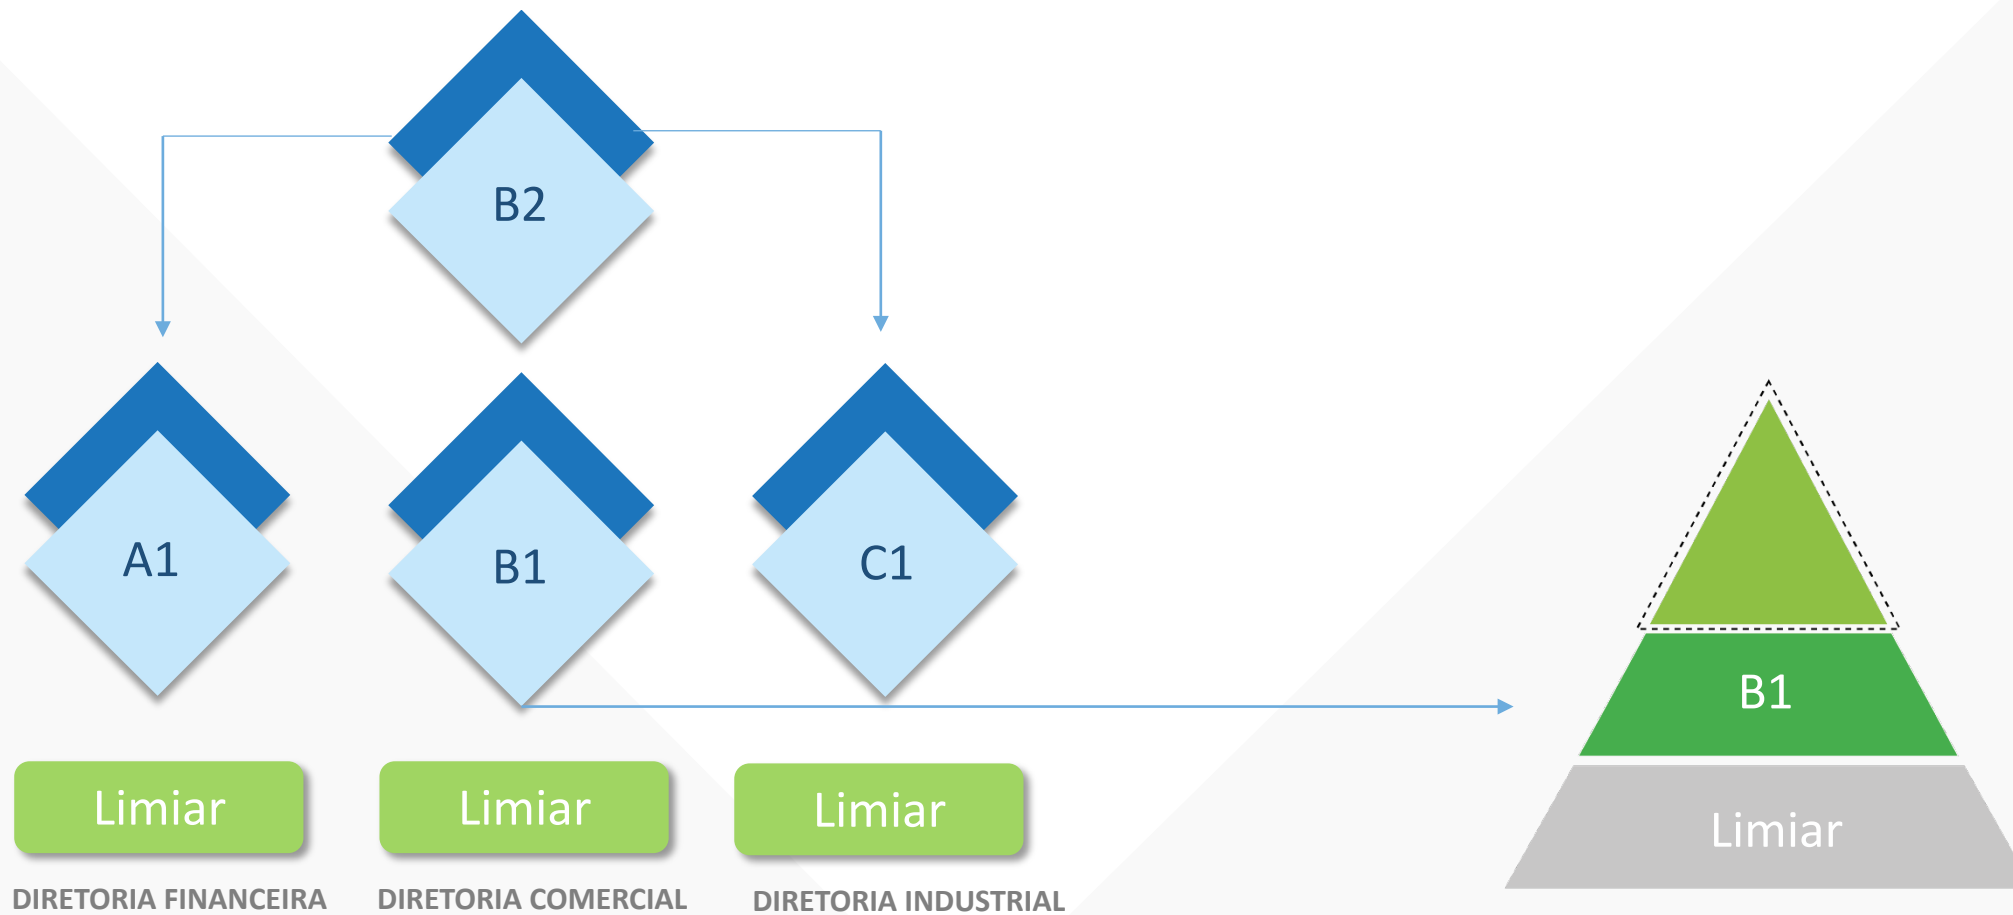 B2
A1
B1
C1
B1
Limiar
Limiar
Limiar
Limiar
DIRETORIA FINANCEIRA
DIRETORIA COMERCIAL
DIRETORIA INDUSTRIAL